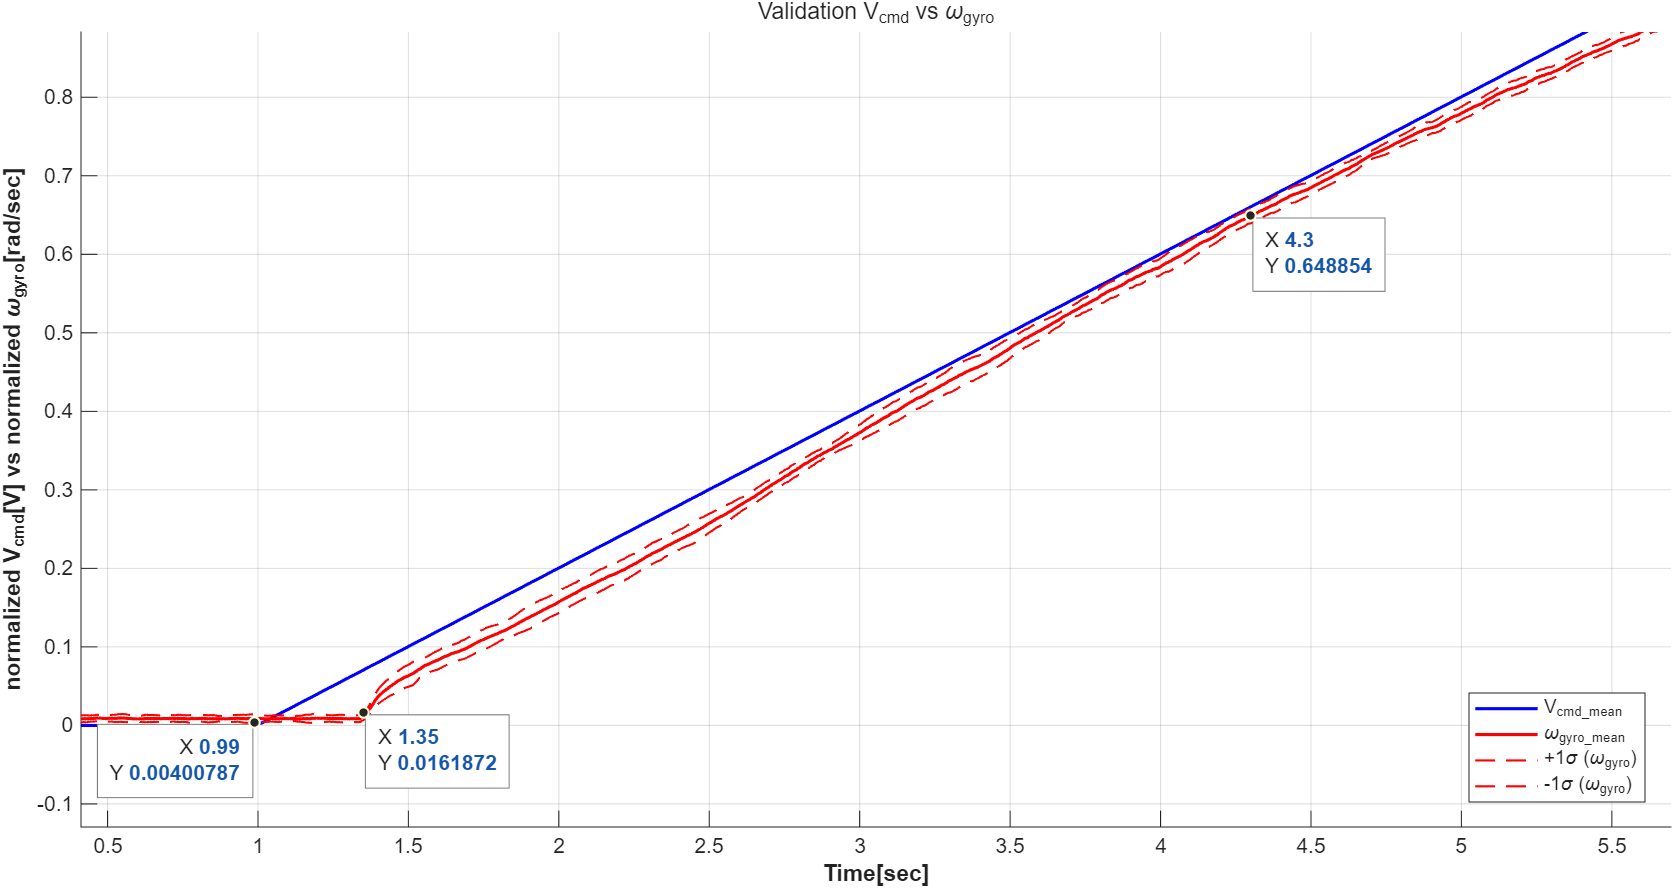 Validation Vcmd vs ωgyro
normalized Vcmd[V] vs normalized ωgyro[rad/sec]
0.8
0.7
0.6
0.5
0.4
0.3
0.2
0.1
0
-0.1
X 4.3
Y 0.648854
X 0.99
Y 0.00400787
X 1.35
Y 0.0161872
Vcmd_mean
ωgyro_mean
+1σ (ωgyro)
-1σ (ωgyro)
0.5 1 1.5 2 2.5 3 3.5 4 4.5 5 5.5
Time[sec]